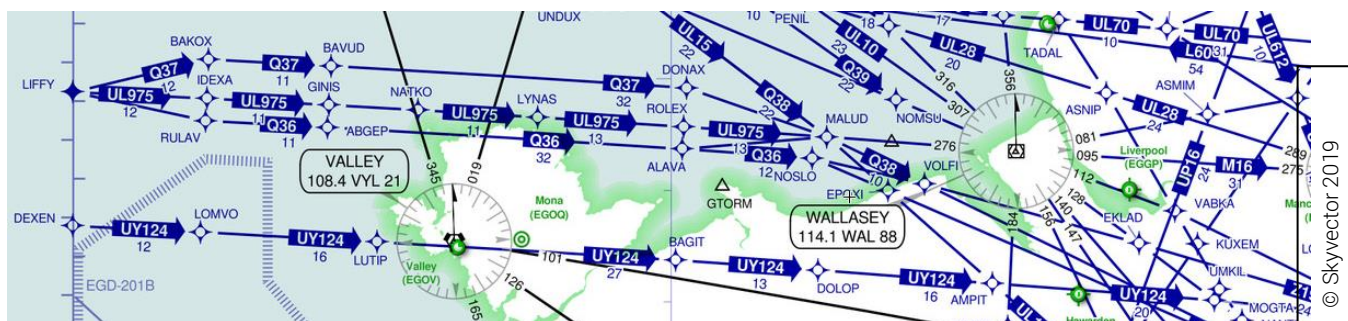 UNDUX
10
PENIL
18
17
UL70
10
UL70
31
L60
54
UL612
10
TADAL
UL15
22
UL10
23
UL28
20
BAKOX
BAVUD
Q37
12
Q37
11
Q37
32
DONAX
Q39
22
316
307
356
ASMIM
LIFFY
IDEXA
GINIS
NATKO
LYNAS
ROLEX
Q38
22
NOMSU
ASNIP
UL28
24
UL975
12
UL975
11
UL975
11
UL975
13
UL975
13
MALUD
276
081
095
289
275
RULAV
Q36
11
ABGEP
Q36
32
ALAVA
Q36
12
NOSLO
Q38
10
VOLFI
Liverpool
(EGGP)
UP16
24
M16
31
VALLEY
108.4 VYL 21
345
019
GTORM
EPOXI
112
128
140
147
156
184
VABKA
EKLAD
Manc
DEXEN
LOMVO
Mona
(EGOQ)
WALLASEY
114.1 WAL 88
KUXEM
UY124
12
UY124
16
LUTIP
Valley
(EGOV)
101
126
165
UY124
27
BAGIT
UY124
13
DOLOP
UY124
16
AMPIT
UY124
20
UMKIL
MOGTA
EGD-201B
Hawarden
© Skyvector 2019